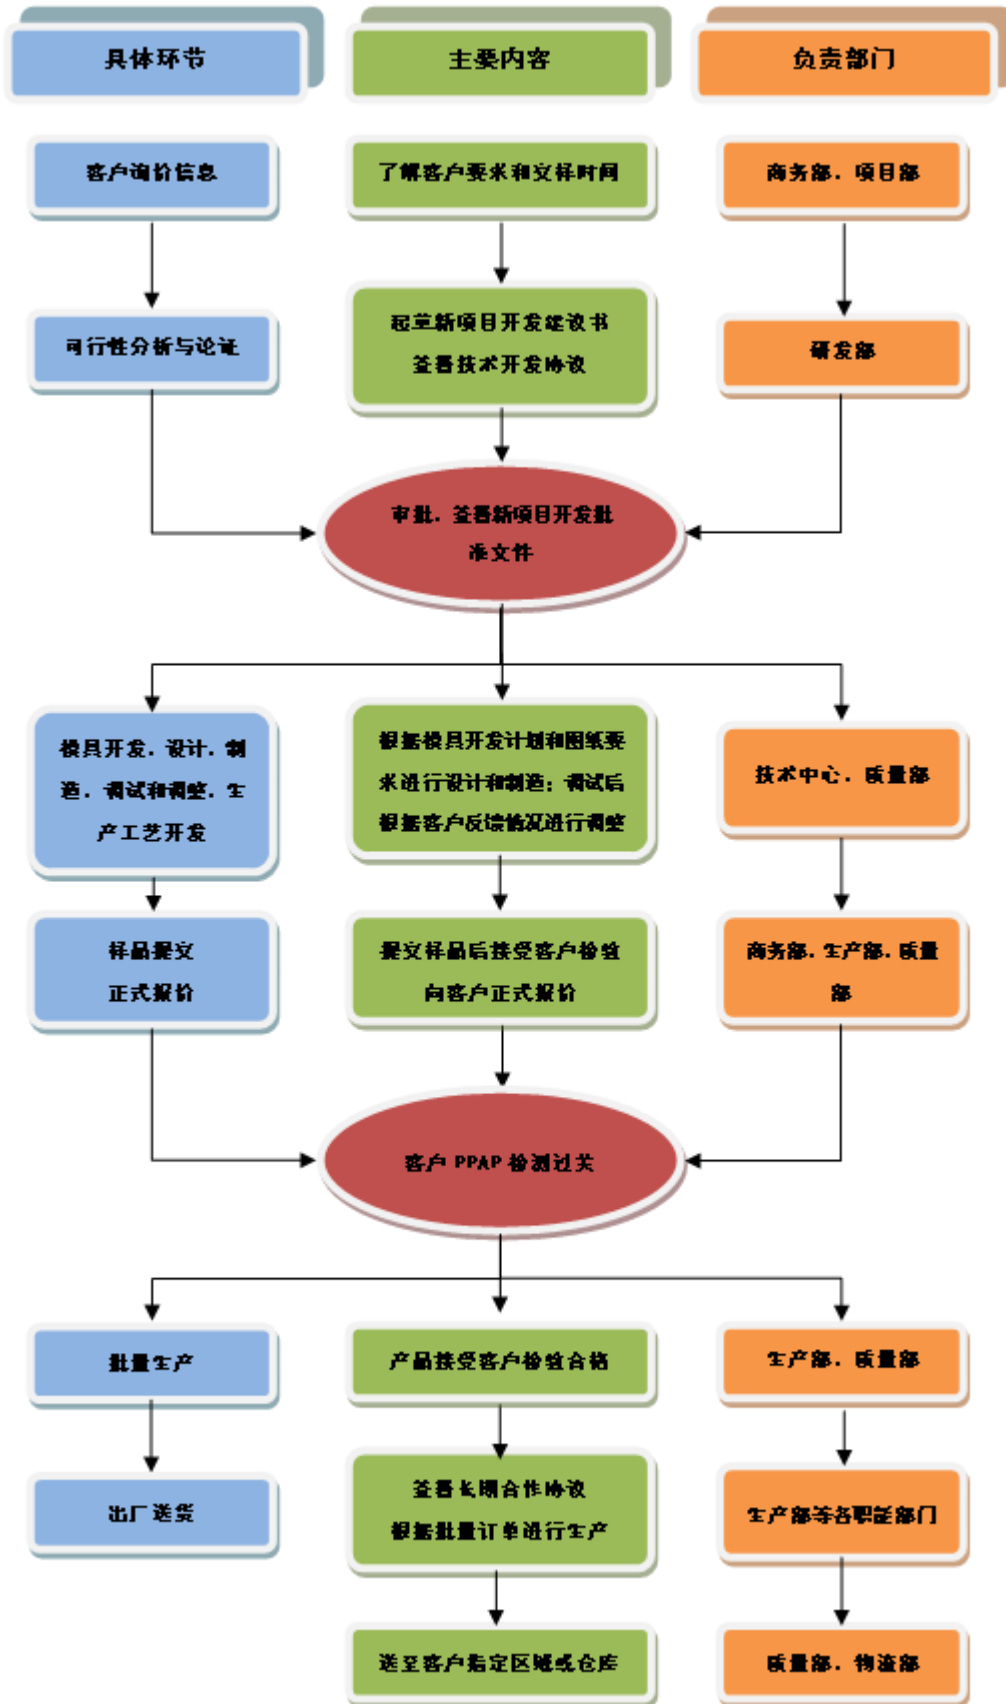 具体环节
主要内容
负责部门
客户询价信息
了解客户要求和交样时间
商务部、项目部
可行性分析与论证
起草新项目开发建议书
签署技术开发协议
研发部
审批、签署新项目开发批
准文件
模具开发、设计、制
造、调试和调整、生
产工艺开发
根据模具开发计划和图纸要
求进行设计和制造；调试后
根据客户反馈情况进行调整
技术中心、质量部
样品提交
正式报价
提交样品后接受客户检验
向客户正式报价
商务部、生产部、质量
部
客户 PPAP 检测过关
批量生产
产品接受客户检验合格
生产部、质量部
出厂送货
签署长期合作协议
根据批量订单进行生产
生产部等各职能部门
送至客户指定区域或仓库
质量部、物流部